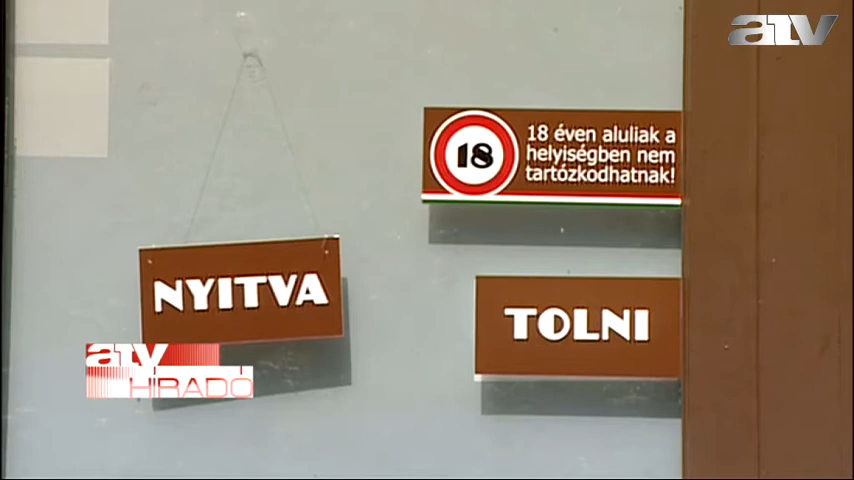 atv
18
18 éven aluliak a
helyiségben nem
tartózkodhatnak!
NYITVA
TOLNI
atv
HÍRADÓ